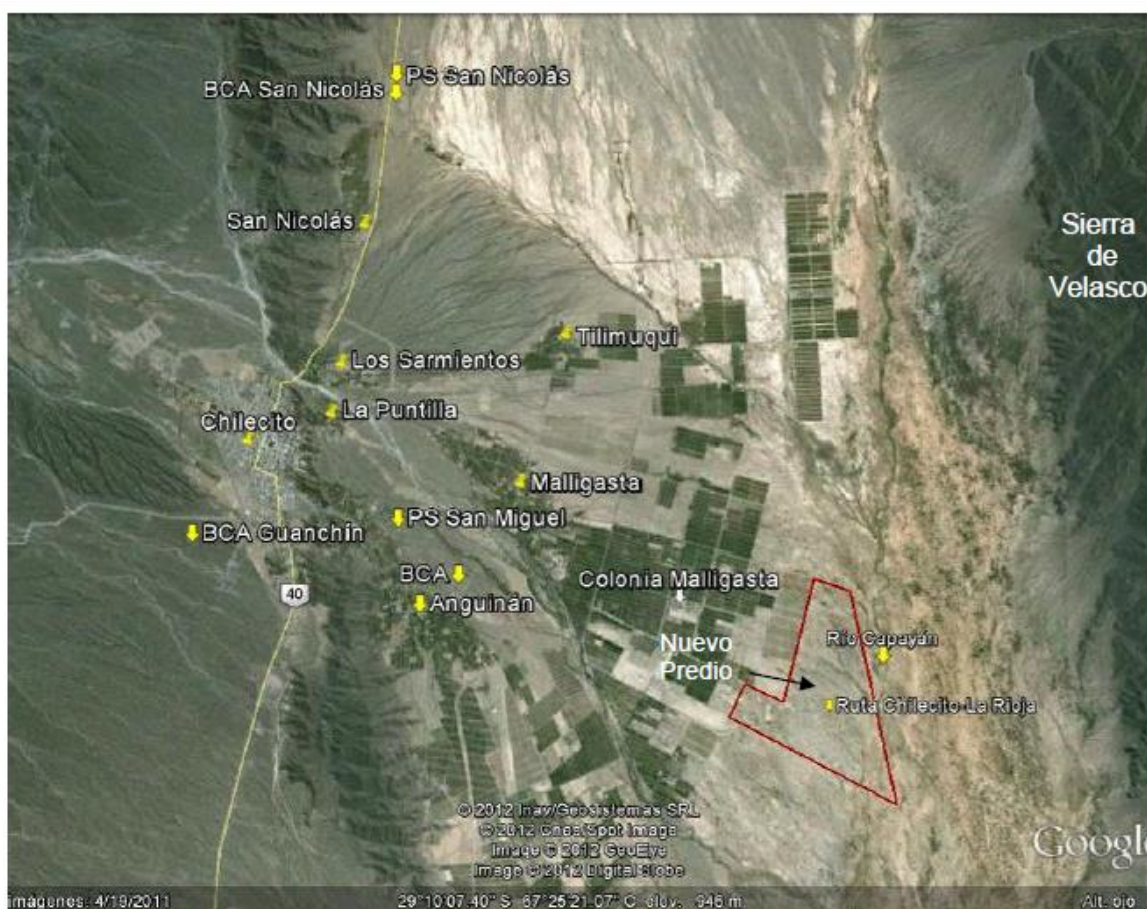 PS San Nicolás
BCA San Nicolás
San Nicolás
Sierra
de
Velasco
Tilimuqui
Los Sarmientos
La Puntilla
Chilecito
Malligasta
PS San Miguel
BCA Guanchín
BCA
Colonia Malligasta
40
Anguinán
Río Capayán
Nuevo
Predio
Ruta Chilecito-La Rioja
© 2012 Inav/Geosistemas SRL
© 2012 Cnes/Spot Image
Image © 2012 GeoEye
Image © 2012 DigitalGlobe
Google
imágenes: 4/19/2011
29°10'07.40" S 67°25'21.07" O elev. 946 m
Alt. ojo